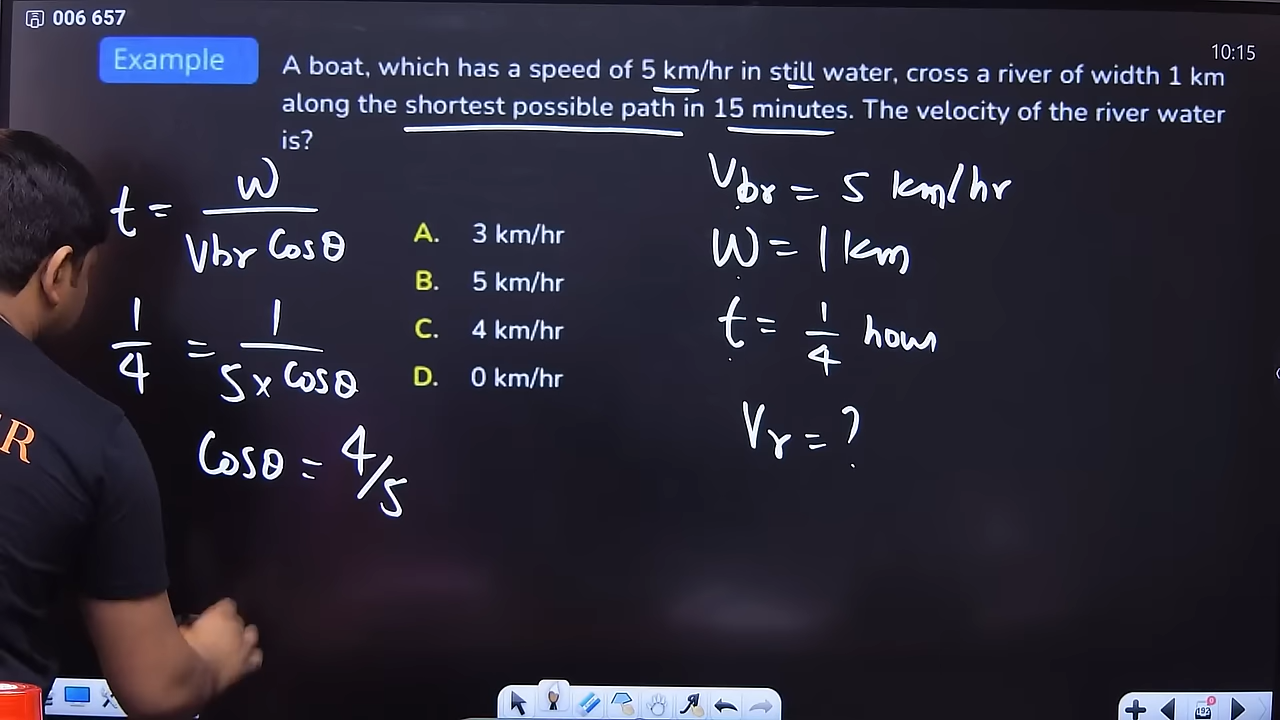 006 657
10:15
Example
A boat, which has a speed of 5 km/hr in still water, cross a river of width 1 km
along the shortest possible path in 15 minutes. The velocity of the river water
is?
t = W / Vbr Cosθ
1/4 = 1 / 5 x Cosθ
Cosθ = 4/5
A. 3 km/hr
B. 5 km/hr
C. 4 km/hr
D. 0 km/hr
Vbr = 5 km/hr
W = 1 km
t = 1/4 hour
Vr = ?
R
492